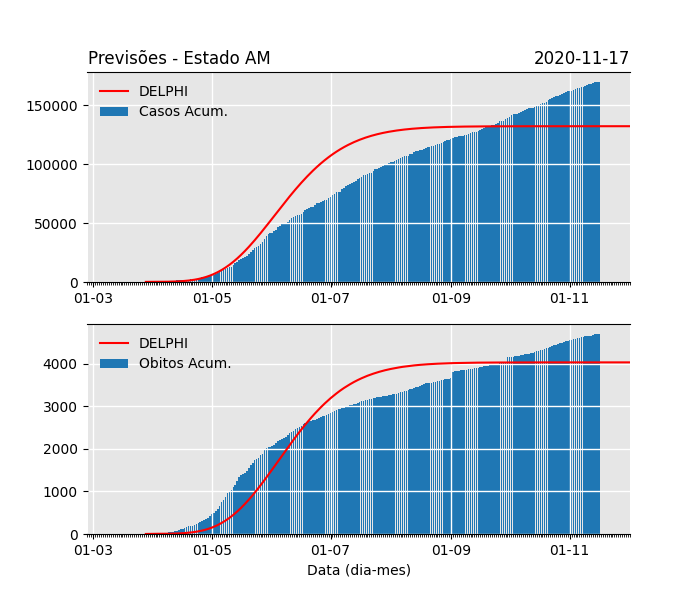 Previsões - Estado AM 2020-11-17
DELPHI
Casos Acum.
150000
100000
50000
0
01-03 01-05 01-07 01-09 01-11
DELPHI
Obitos Acum.
4000
3000
2000
1000
0
01-03 01-05 01-07 01-09 01-11
Data (dia-mes)